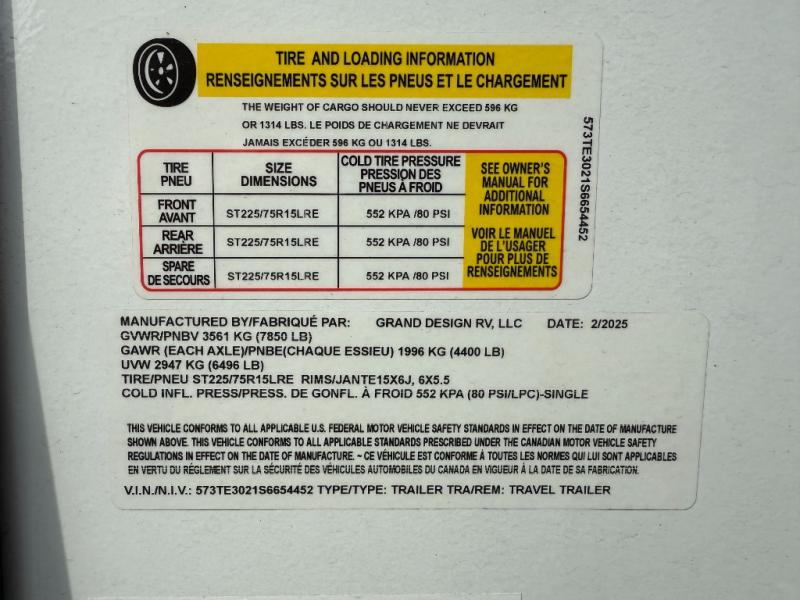 TIRE AND LOADING INFORMATION
RENSEIGNEMENTS SUR LES PNEUS ET LE CHARGEMENT
THE WEIGHT OF CARGO SHOULD NEVER EXCEED 596 KG
OR 1314 LBS. LE POIDS DE CHARGEMENT NE DEVRAIT
JAMAIS EXCÉDER 596 KG OU 1314 LBS.
TIRE
PNEU
SIZE
DIMENSIONS
COLD TIRE PRESSURE
PRESSION DES
PNEUS À FROID
FRONT
AVANT
ST225/75R15LRE
552 KPA /80 PSI
REAR
ARRIÈRE
ST225/75R15LRE
552 KPA /80 PSI
SPARE
DE SECOURS
ST225/75R15LRE
552 KPA /80 PSI
SEE OWNER'S
MANUAL FOR
ADDITIONAL
INFORMATION
VOIR LE MANUEL
DE L'USAGER
POUR PLUS DE
RENSEIGNEMENTS
573TE3021S6654452
MANUFACTURED BY/FABRIQUÉ PAR: GRAND DESIGN RV, LLC DATE: 2/2025
GVWR/PNBV 3561 KG (7850 LB)
GAWR (EACH AXLE)/PNBE(CHAQUE ESSIEU) 1996 KG (4400 LB)
UVW 2947 KG (6496 LB)
TIRE/PNEU ST225/75R15LRE RIMS/JANTE15X6J, 6X5.5
COLD INFL. PRESS/PRESS. DE GONFL. À FROID 552 KPA (80 PSI/LPC)-SINGLE
THIS VEHICLE CONFORMS TO ALL APPLICABLE U.S. FEDERAL MOTOR VEHICLE SAFETY STANDARDS IN EFFECT ON THE DATE OF MANUFACTURE
SHOWN ABOVE. THIS VEHICLE CONFORMS TO ALL APPLICABLE STANDARDS PRESCRIBED UNDER THE CANADIAN MOTOR VEHICLE SAFETY
REGULATIONS IN EFFECT ON THE DATE OF MANUFACTURE. ~ CE VÉHICULE EST CONFORME À TOUTES LES NORMES QUI LUI SONT APPLICABLES
EN VERTU DU RÉGLEMENT SUR LA SÉCURITÉ DES VÉHICULES AUTOMOBILES DU CANADA EN VIGUEUR À LA DATE DE SA FABRICATION.
V.I.N./N.I.V.: 573TE3021S6654452 TYPE/TYPE: TRAILER TRA/REM: TRAVEL TRAILER